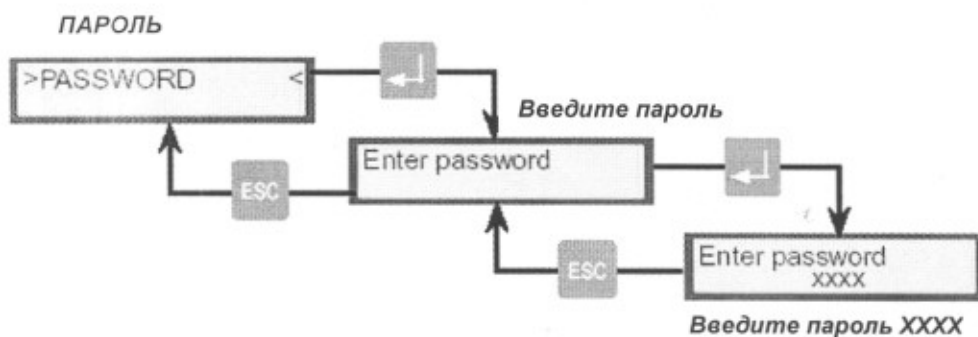 ПАРОЛЬ
>PASSWORD <
Введите пароль
Enter password
ESC
Enter password
XXXX
ESC
Введите пароль XXXX